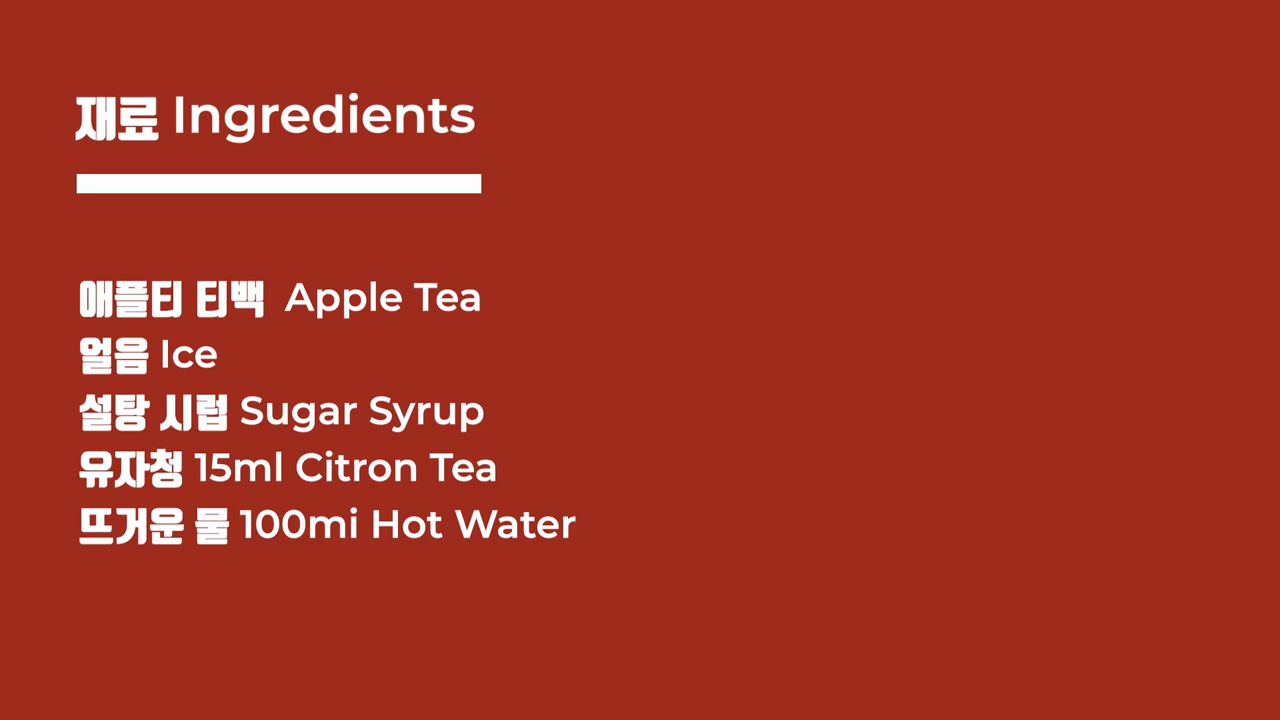 재료 Ingredients
애플티 티백 Apple Tea
얼음 Ice
설탕 시럽 Sugar Syrup
유자청 15ml Citron Tea
뜨거운 물 100mi Hot Water